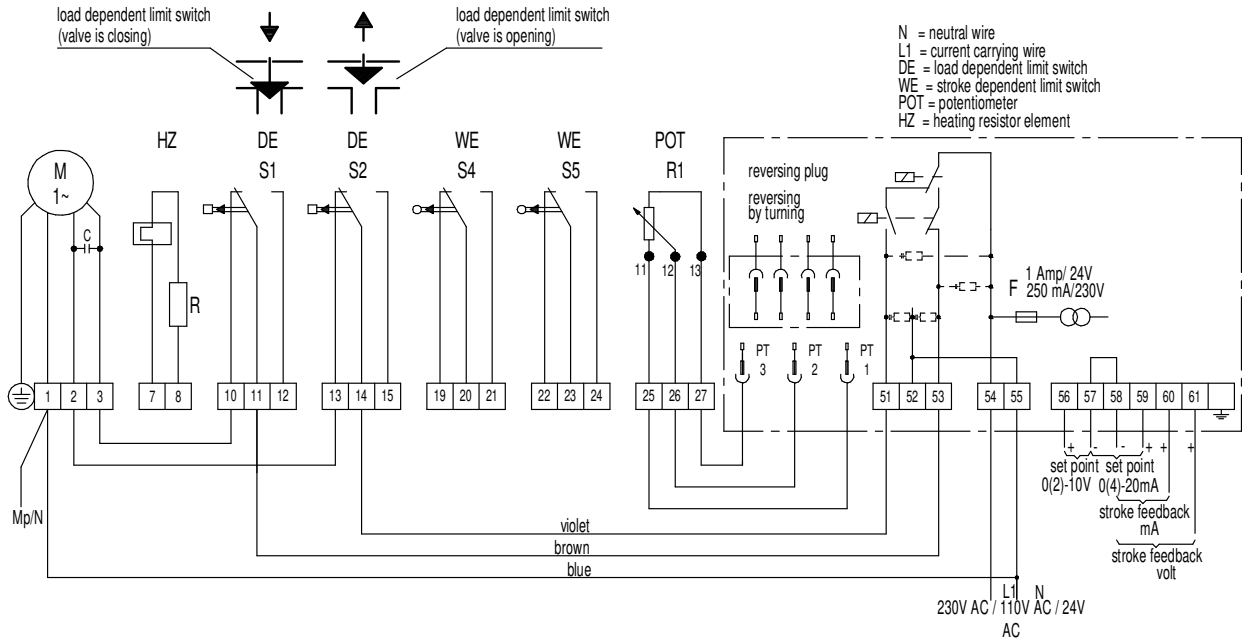 load dependent limit switch
(valve is closing)
load dependent limit switch
(valve is opening)
N = neutral wire
L1 = current carrying wire
DE = load dependent limit switch
WE = stroke dependent limit switch
POT = potentiometer
HZ = heating resistor element
HZ DE DE WE WE POT
S1 S2 S4 S5 R1
M
1~
C
R
11 12 13
reversing plug
reversing
by turning
F 1 Amp/ 24V
250 mA/230V
PT
3
PT
2
PT
1
1 2 3 7 8 10 11 12 13 14 15 19 20 21 22 23 24 25 26 27 51 52 53 54 55 56 57 58 59 60 61
+ - - + + +
set point set point
0(2)-10V 0(4)-20mA
stroke feedback
mA
stroke feedback
volt
Mp/N
violet
brown
blue
L1 N
230V AC / 110V AC / 24V
AC